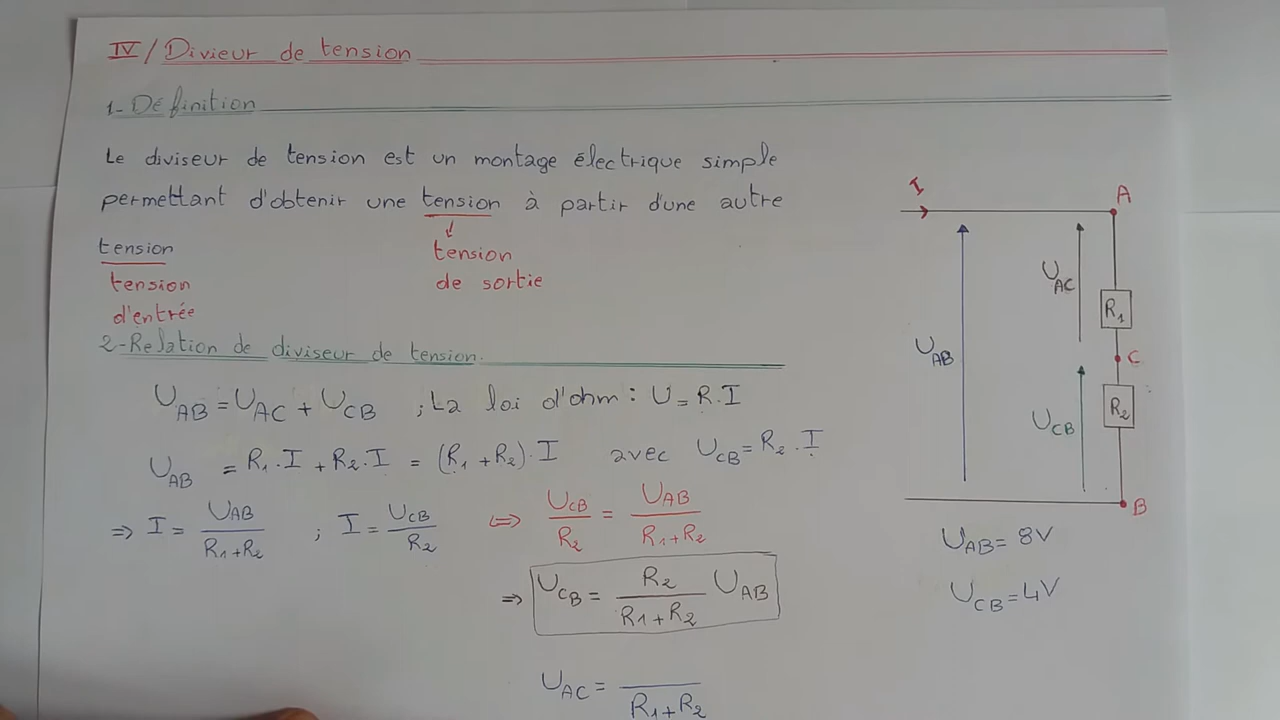 IV/Divieur de tension
1-Définition
Le diviseur de tension est un montage électrique simple
permettant d'obtenir une tension à partir d'une autre
tension
tension
de sortie
tension
d'entrée
2-Relation de diviseur de tension.
U_AB = U_AC + U_CB ; La loi d'ohm : U = R.I
U_AB = R1.I + R2.I = (R1 + R2).I avec U_CB = R2.I
⇒ I = U_AB/(R1+R2) ; I = U_CB/R2 ⇔ U_CB/R2 = U_AB/(R1+R2)
⇒ U_CB = R2/(R1+R2) U_AB
U_AC = /(R1+R2)
I
A
U_AC
R1
U_AB
C
R2
U_CB
B
U_AB = 8V
U_CB = 4V